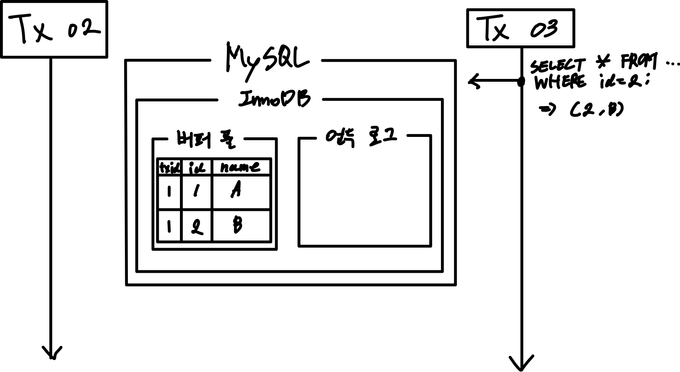 Tx 02
Tx 03
MySQL
SELECT * FROM ...
WHERE id=2;
⇒ (2, B)
InnoDB
버퍼 풀
언두 로그
txid id name
1 1 A
1 2 B